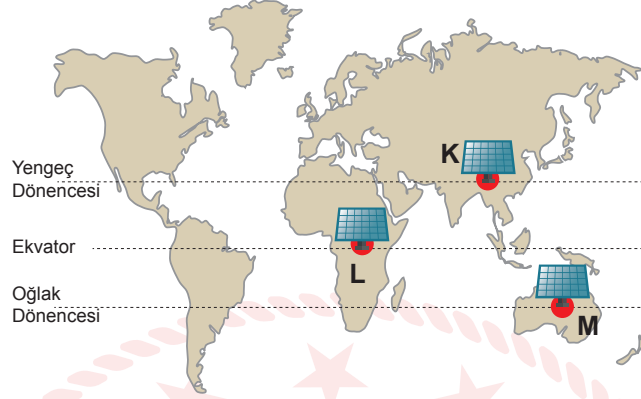 K
Yengeç
Dönencesi
Ekvator
L
Oğlak
Dönencesi
M